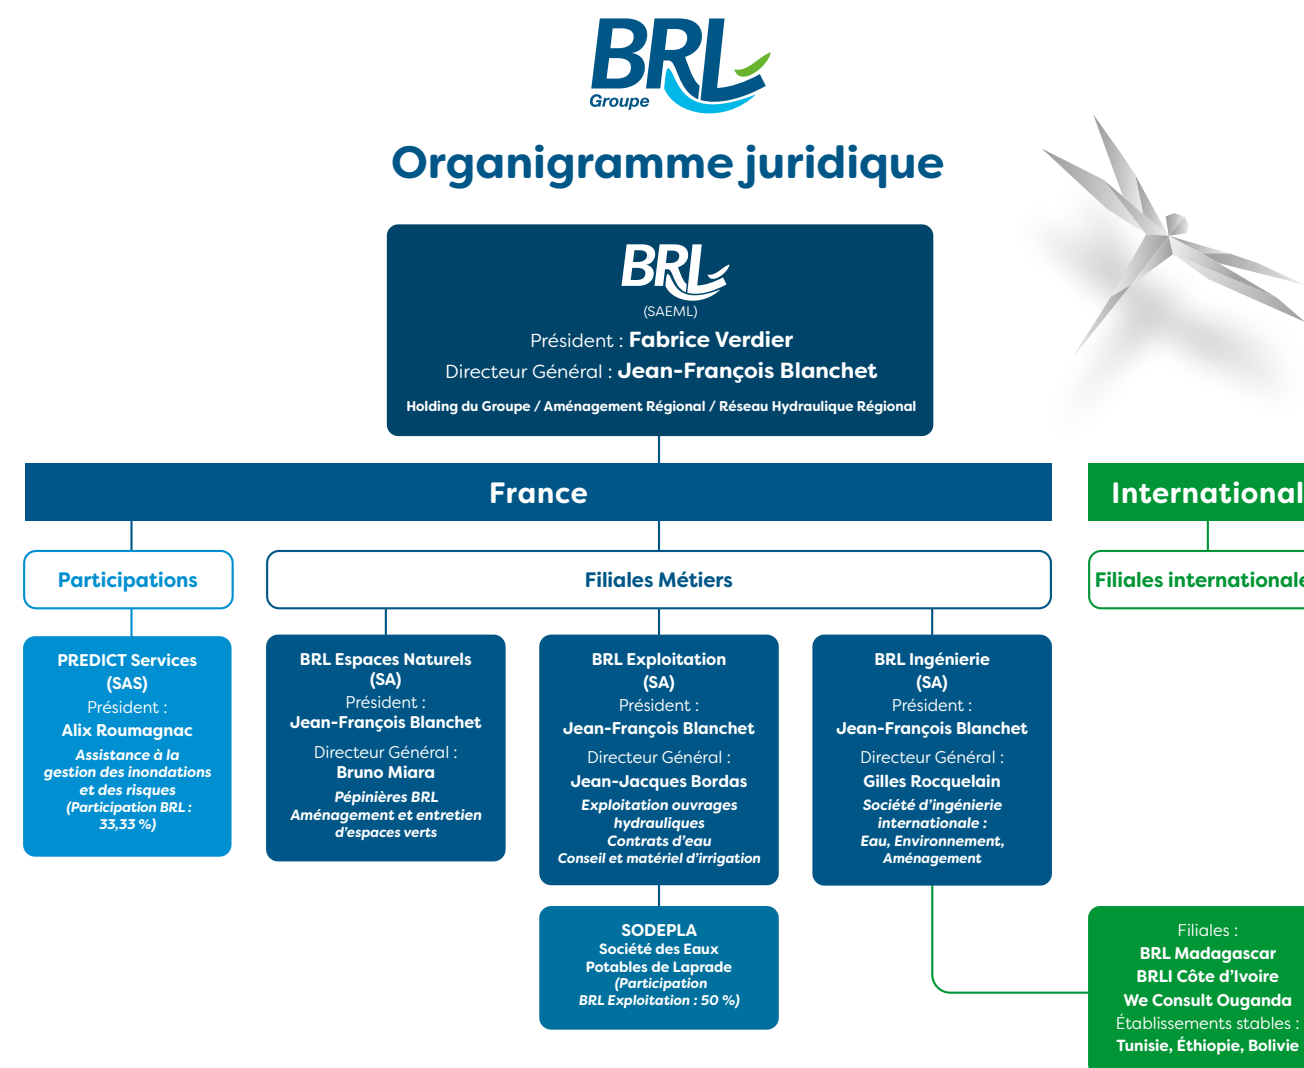 BRL
Groupe
Organigramme juridique
BRL
(SAEML)
Président : Fabrice Verdier
Directeur Général : Jean-François Blanchet
Holding du Groupe / Aménagement Régional / Réseau Hydraulique Régional
France
International
Participations
Filiales Métiers
Filiales internationale
PREDICT Services
(SAS)
Président :
Alix Roumagnac
Assistance à la
gestion des inondations
et des risques
(Participation BRL :
33,33 %)
BRL Espaces Naturels
(SA)
Président :
Jean-François Blanchet
Directeur Général :
Bruno Miara
Pépinières BRL
Aménagement et entretien
d'espaces verts
BRL Exploitation
(SA)
Président :
Jean-François Blanchet
Directeur Général :
Jean-Jacques Bordas
Exploitation ouvrages
hydrauliques
Contrats d'eau
Conseil et matériel d'irrigation
BRL Ingénierie
(SA)
Président :
Jean-François Blanchet
Directeur Général :
Gilles Rocquelain
Société d'ingénierie
internationale :
Eau, Environnement,
Aménagement
SODEPLA
Société des Eaux
Potables de Laprade
(Participation
BRL Exploitation : 50 %)
Filiales :
BRL Madagascar
BRLI Côte d'Ivoire
We Consult Ouganda
Établissements stables :
Tunisie, Éthiopie, Bolivie